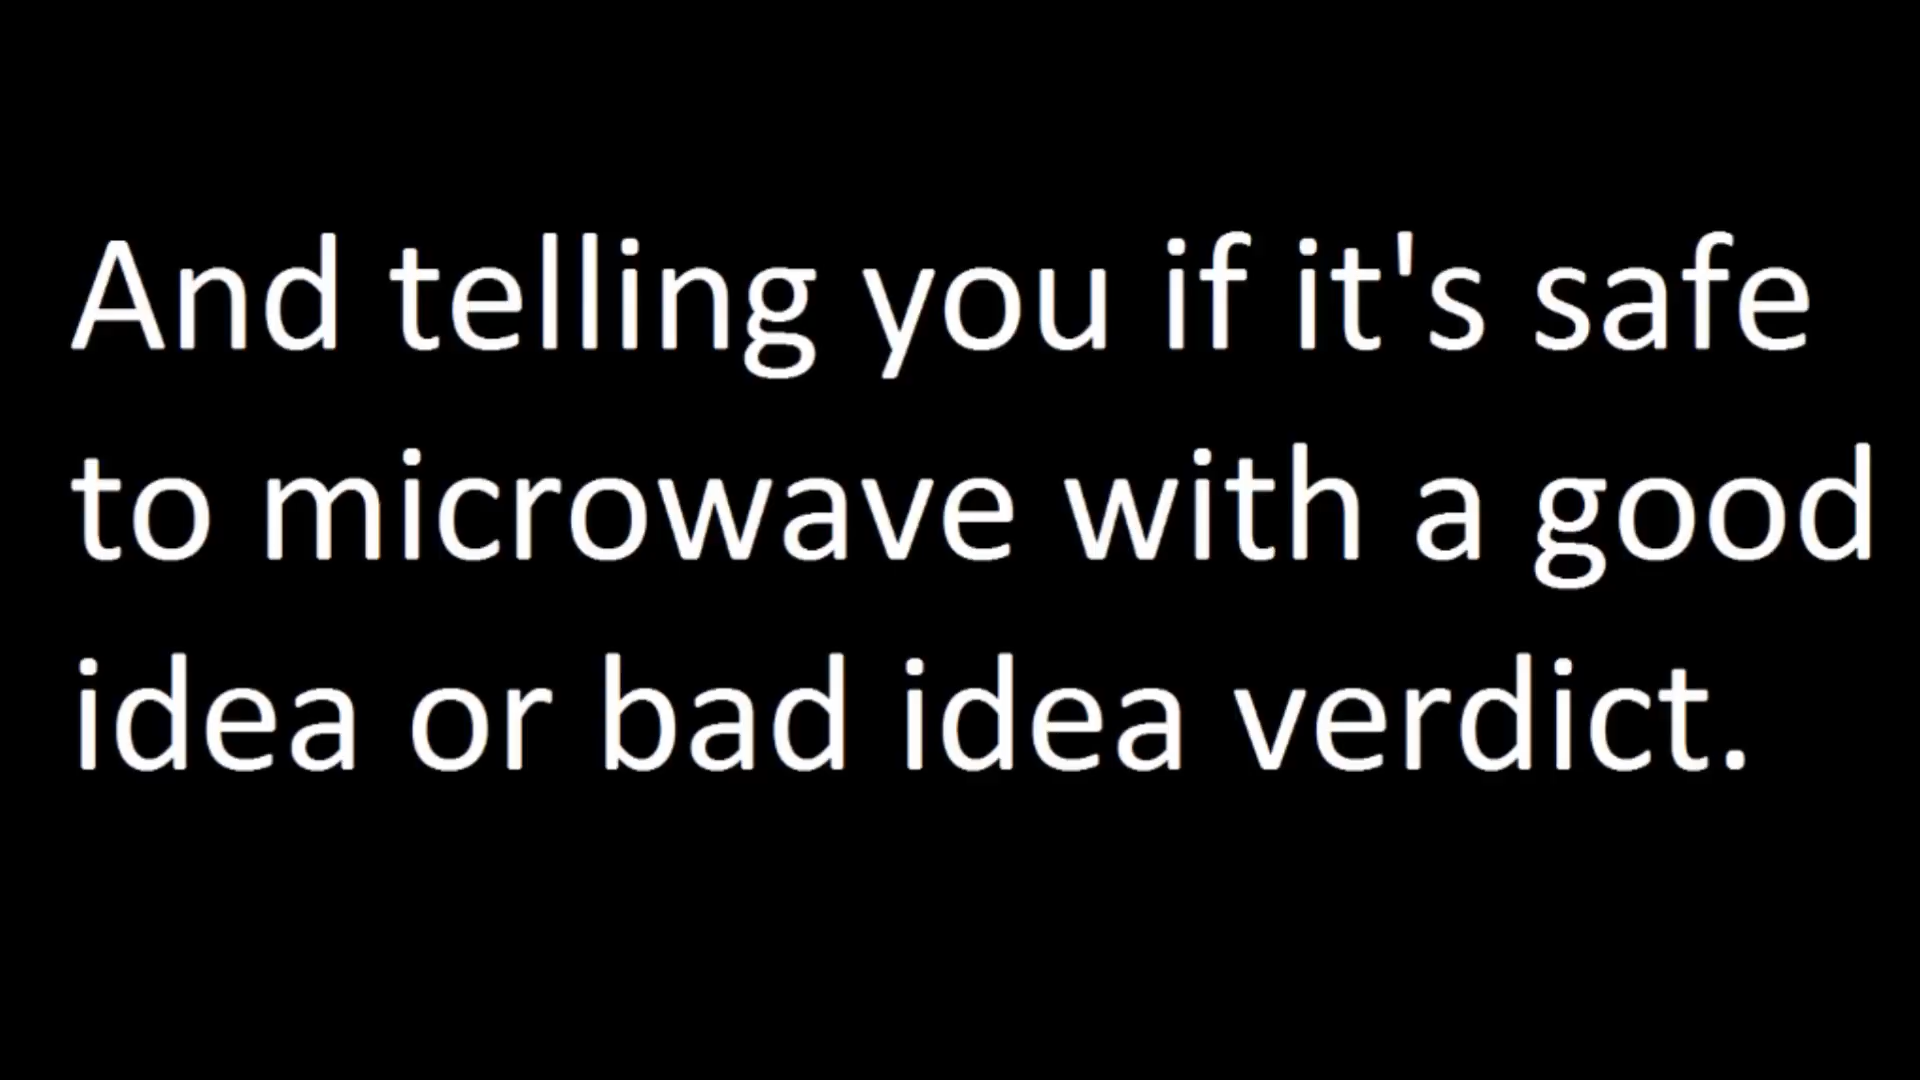 And telling you if it's safe
to microwave with a good
idea or bad idea verdict.